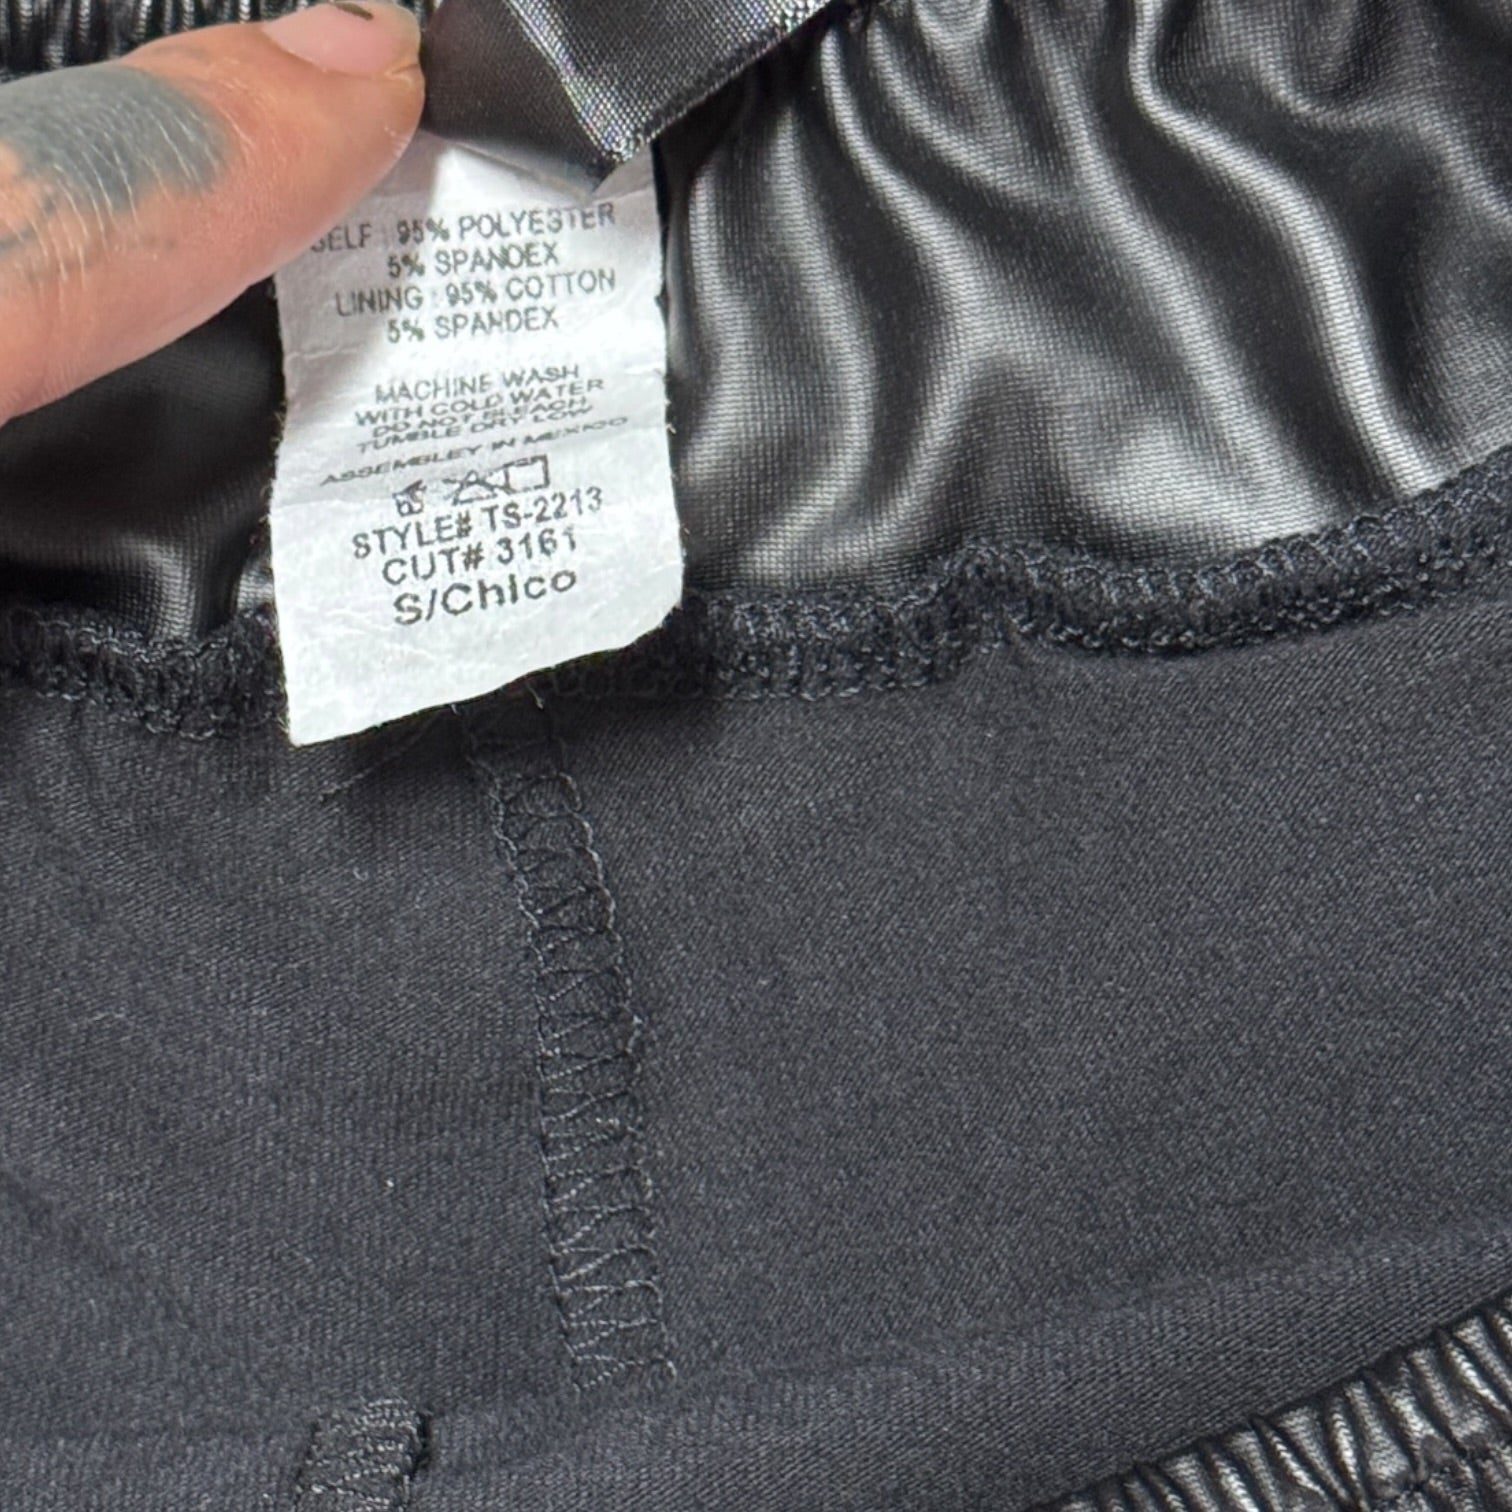 SELF : 95% POLYESTER
5% SPANDEX
LINING : 95% COTTON
5% SPANDEX
MACHINE WASH
WITH COLD WATER
DO NOT BLEACH
TUMBLE DRY LOW
ASSEMBLEY IN MEXICO
STYLE# TS-2213
CUT# 3161
S/Chico